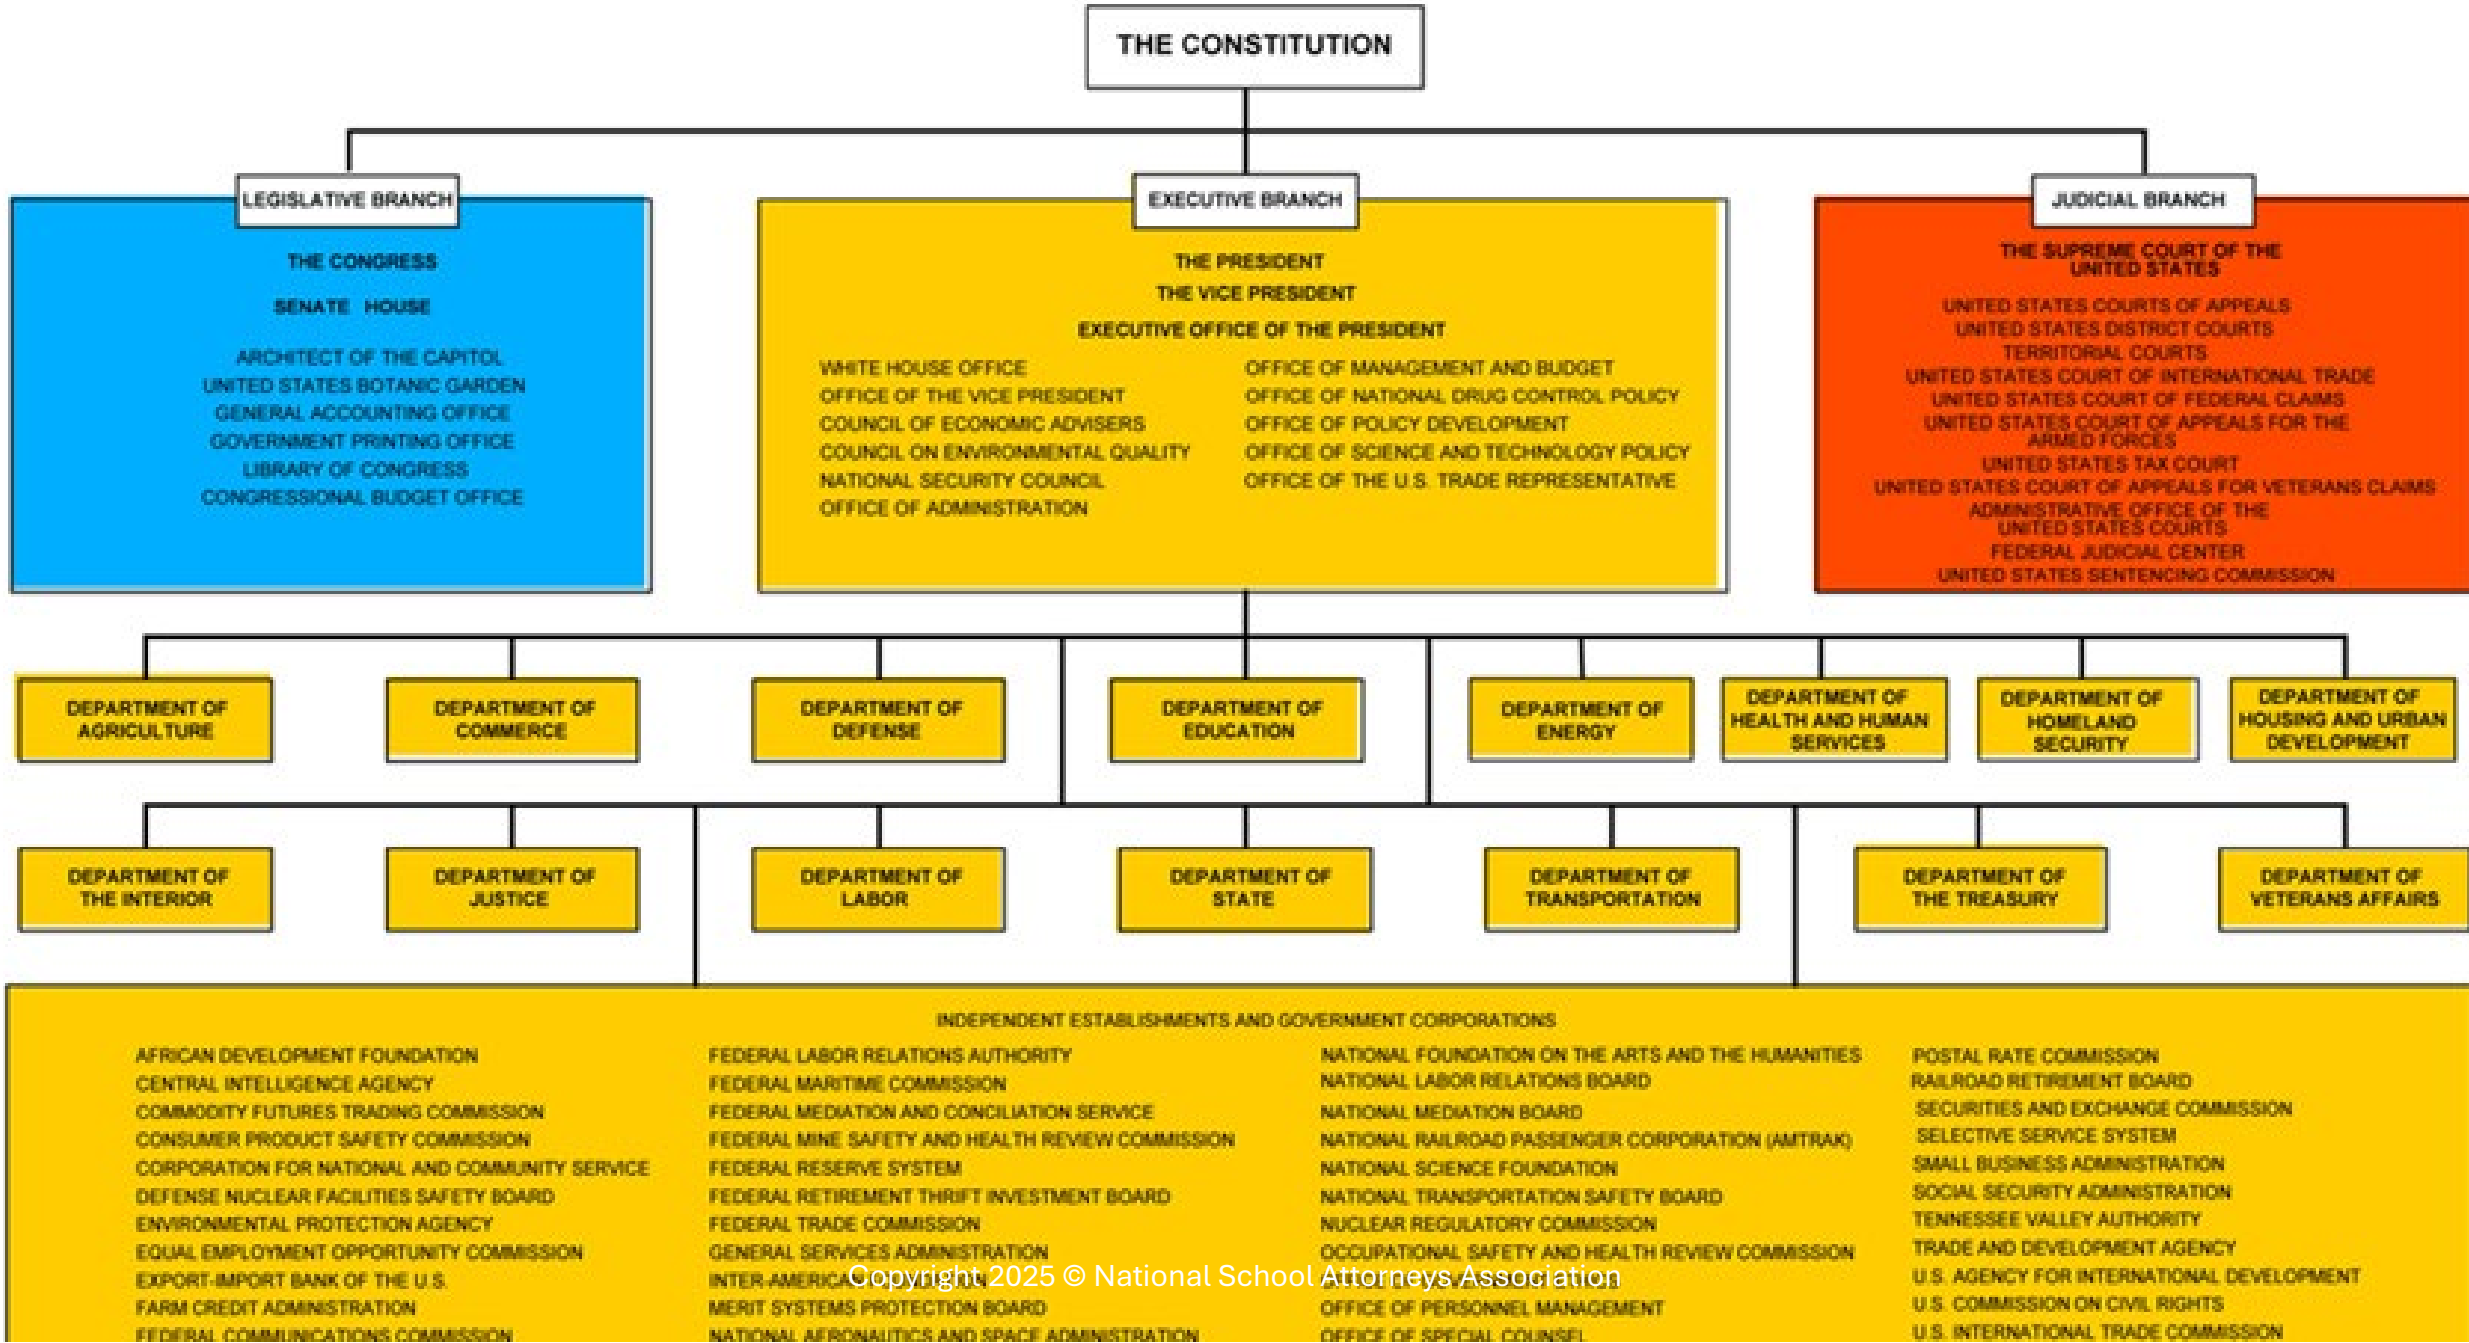 THE CONSTITUTION
LEGISLATIVE BRANCH
THE CONGRESS
SENATE HOUSE
ARCHITECT OF THE CAPITOL
UNITED STATES BOTANIC GARDEN
GENERAL ACCOUNTING OFFICE
GOVERNMENT PRINTING OFFICE
LIBRARY OF CONGRESS
CONGRESSIONAL BUDGET OFFICE
EXECUTIVE BRANCH
THE PRESIDENT
THE VICE PRESIDENT
EXECUTIVE OFFICE OF THE PRESIDENT
WHITE HOUSE OFFICE
OFFICE OF THE VICE PRESIDENT
COUNCIL OF ECONOMIC ADVISERS
COUNCIL ON ENVIRONMENTAL QUALITY
NATIONAL SECURITY COUNCIL
OFFICE OF ADMINISTRATION
OFFICE OF MANAGEMENT AND BUDGET
OFFICE OF NATIONAL DRUG CONTROL POLICY
OFFICE OF POLICY DEVELOPMENT
OFFICE OF SCIENCE AND TECHNOLOGY POLICY
OFFICE OF THE U.S. TRADE REPRESENTATIVE
JUDICIAL BRANCH
THE SUPREME COURT OF THE
UNITED STATES
UNITED STATES COURTS OF APPEALS
UNITED STATES DISTRICT COURTS
TERRITORIAL COURTS
UNITED STATES COURT OF INTERNATIONAL TRADE
UNITED STATES COURT OF FEDERAL CLAIMS
UNITED STATES COURT OF APPEALS FOR THE
ARMED FORCES
UNITED STATES TAX COURT
UNITED STATES COURT OF APPEALS FOR VETERANS CLAIMS
ADMINISTRATIVE OFFICE OF THE
UNITED STATES COURTS
FEDERAL JUDICIAL CENTER
UNITED STATES SENTENCING COMMISSION
DEPARTMENT OF
AGRICULTURE
DEPARTMENT OF
COMMERCE
DEPARTMENT OF
DEFENSE
DEPARTMENT OF
EDUCATION
DEPARTMENT OF
ENERGY
DEPARTMENT OF
HEALTH AND HUMAN
SERVICES
DEPARTMENT OF
HOMELAND
SECURITY
DEPARTMENT OF
HOUSING AND URBAN
DEVELOPMENT
DEPARTMENT OF
THE INTERIOR
DEPARTMENT OF
JUSTICE
DEPARTMENT OF
LABOR
DEPARTMENT OF
STATE
DEPARTMENT OF
TRANSPORTATION
DEPARTMENT OF
THE TREASURY
DEPARTMENT OF
VETERANS AFFAIRS
INDEPENDENT ESTABLISHMENTS AND GOVERNMENT CORPORATIONS
AFRICAN DEVELOPMENT FOUNDATION
CENTRAL INTELLIGENCE AGENCY
COMMODITY FUTURES TRADING COMMISSION
CONSUMER PRODUCT SAFETY COMMISSION
CORPORATION FOR NATIONAL AND COMMUNITY SERVICE
DEFENSE NUCLEAR FACILITIES SAFETY BOARD
ENVIRONMENTAL PROTECTION AGENCY
EQUAL EMPLOYMENT OPPORTUNITY COMMISSION
EXPORT-IMPORT BANK OF THE U.S.
FARM CREDIT ADMINISTRATION
FEDERAL COMMUNICATIONS COMMISSION
FEDERAL LABOR RELATIONS AUTHORITY
FEDERAL MARITIME COMMISSION
FEDERAL MEDIATION AND CONCILIATION SERVICE
FEDERAL MINE SAFETY AND HEALTH REVIEW COMMISSION
FEDERAL RESERVE SYSTEM
FEDERAL RETIREMENT THRIFT INVESTMENT BOARD
FEDERAL TRADE COMMISSION
GENERAL SERVICES ADMINISTRATION
INTER-AMERICAN
MERIT SYSTEMS PROTECTION BOARD
NATIONAL AERONAUTICS AND SPACE ADMINISTRATION
NATIONAL FOUNDATION ON THE ARTS AND THE HUMANITIES
NATIONAL LABOR RELATIONS BOARD
NATIONAL MEDIATION BOARD
NATIONAL RAILROAD PASSENGER CORPORATION (AMTRAK)
NATIONAL SCIENCE FOUNDATION
NATIONAL TRANSPORTATION SAFETY BOARD
NUCLEAR REGULATORY COMMISSION
OCCUPATIONAL SAFETY AND HEALTH REVIEW COMMISSION
OFFICE OF PERSONNEL MANAGEMENT
OFFICE OF SPECIAL COUNSEL
POSTAL RATE COMMISSION
RAILROAD RETIREMENT BOARD
SECURITIES AND EXCHANGE COMMISSION
SELECTIVE SERVICE SYSTEM
SMALL BUSINESS ADMINISTRATION
SOCIAL SECURITY ADMINISTRATION
TENNESSEE VALLEY AUTHORITY
TRADE AND DEVELOPMENT AGENCY
U.S. AGENCY FOR INTERNATIONAL DEVELOPMENT
U.S. COMMISSION ON CIVIL RIGHTS
U.S. INTERNATIONAL TRADE COMMISSION
Copyright 2025 © National School Attorneys Association